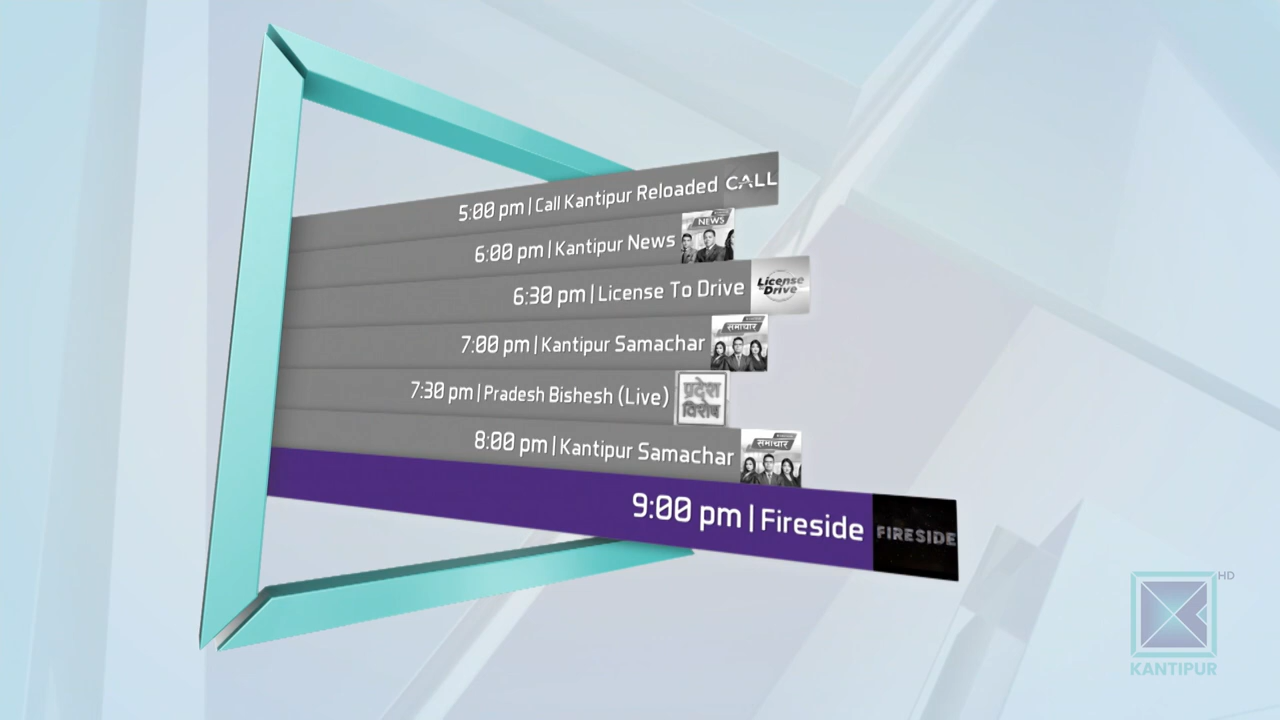 5:00 pm | Call Kantipur Reloaded CALL
6:00 pm | Kantipur News NEWS
6:30 pm | License To Drive License To Drive
7:00 pm | Kantipur Samachar समाचार
7:30 pm | Pradesh Bishesh (Live) प्रदेश विशेष
8:00 pm | Kantipur Samachar समाचार
9:00 pm | Fireside FIRESIDE
HD
KANTIPUR